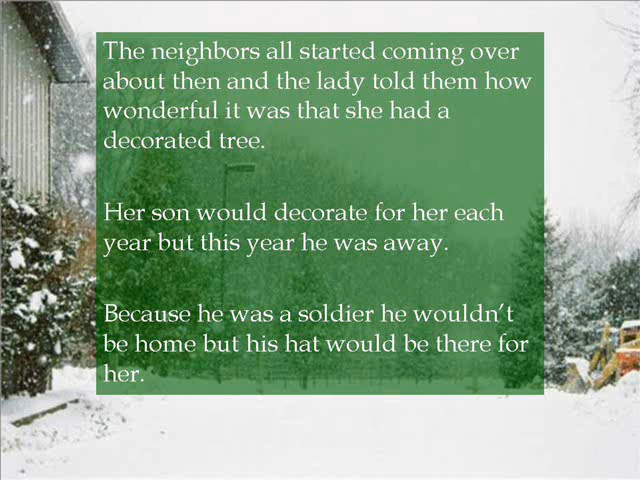 The neighbors all started coming over
about then and the lady told them how
wonderful it was that she had a
decorated tree.
Her son would decorate for her each
year but this year he was away.
Because he was a soldier he wouldn’t
be home but his hat would be there for
her.